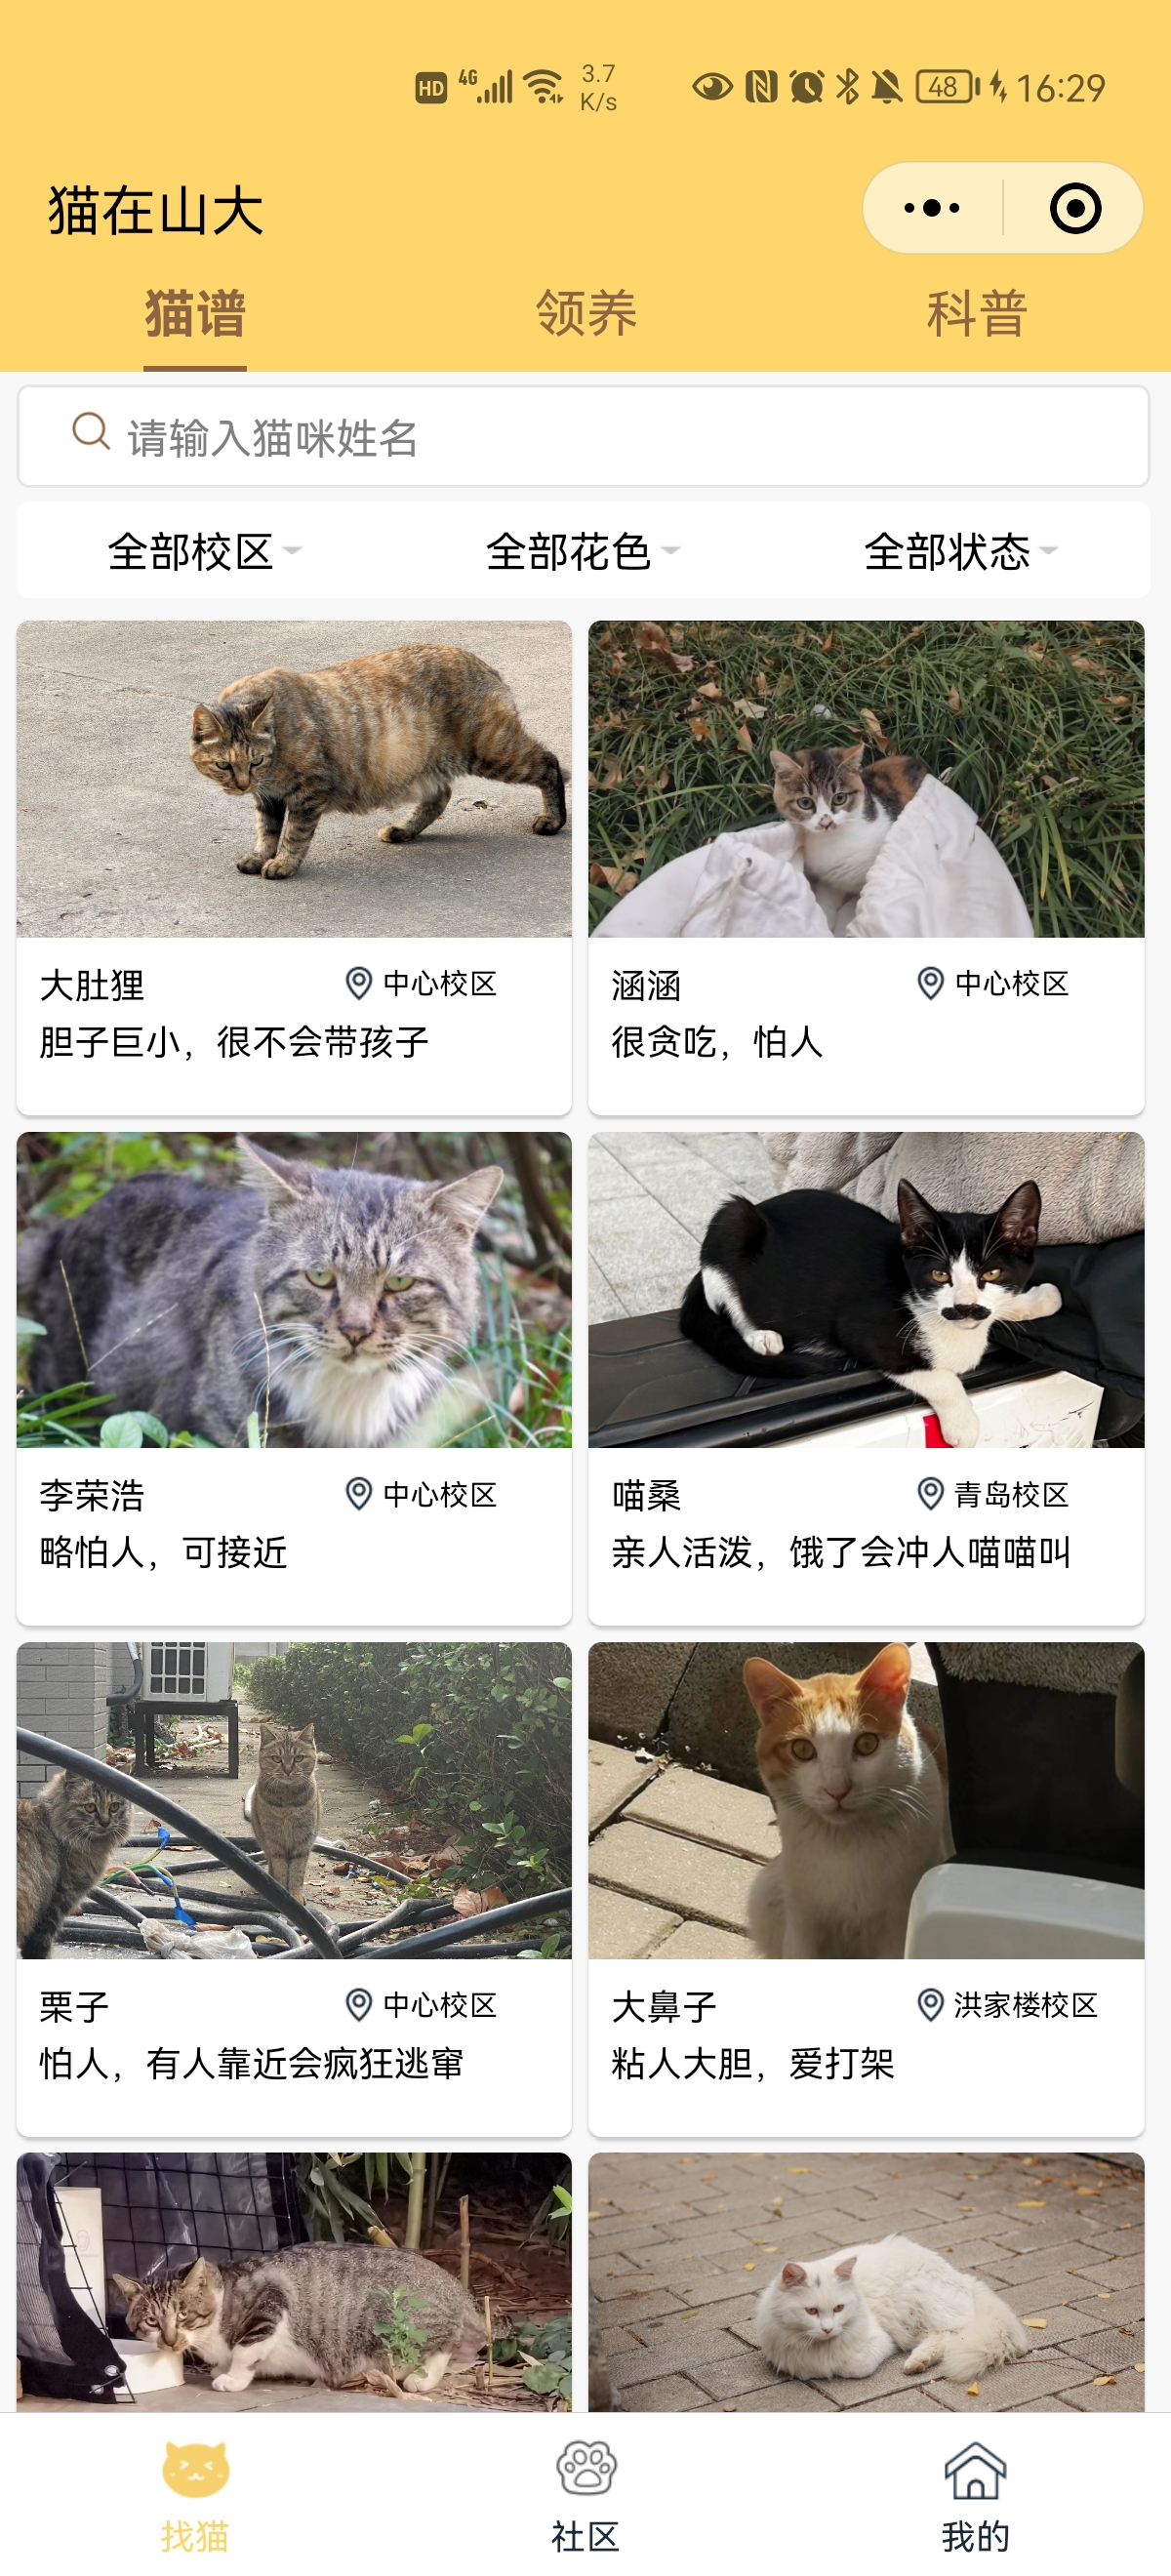 HD 4G 3.7 K/s 48 16:29
猫在山大
猫谱 领养 科普
请输入猫咪姓名
全部校区 全部花色 全部状态
大肚狸 中心校区
胆子巨小，很不会带孩子
涵涵 中心校区
很贪吃，怕人
李荣浩 中心校区
略怕人，可接近
喵桑 青岛校区
亲人活泼，饿了会冲人喵喵叫
栗子 中心校区
怕人，有人靠近会疯狂逃窜
大鼻子 洪家楼校区
粘人大胆，爱打架
找猫 社区 我的